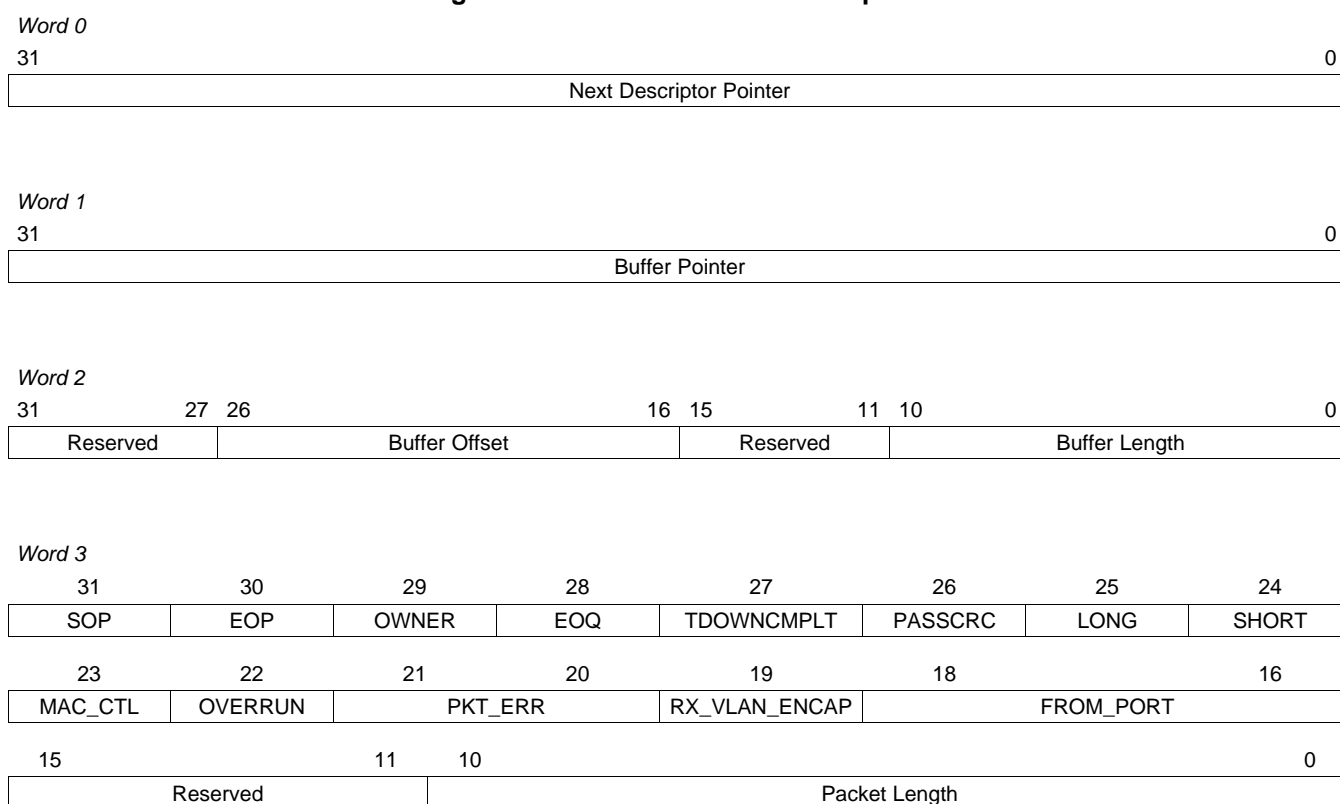 Word 0
31 0
Next Descriptor Pointer
Word 1
31 0
Buffer Pointer
Word 2
31 27 26 16 15 11 10 0
Reserved Buffer Offset Reserved Buffer Length
Word 3
31 30 29 28 27 26 25 24
SOP EOP OWNER EOQ TDOWNCMPLT PASSCRC LONG SHORT
23 22 21 20 19 18 16
MAC_CTL OVERRUN PKT_ERR RX_VLAN_ENCAP FROM_PORT
15 11 10 0
Reserved Packet Length